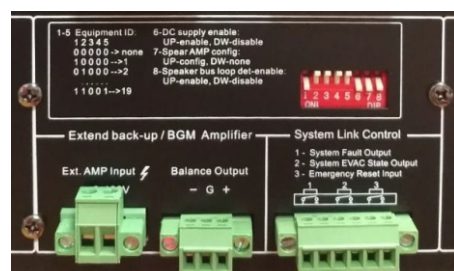 1-5 Equipment ID:
1 2 3 4 5
0 0 0 0 0 -> none
1 0 0 0 0 -->1
0 1 0 0 0 -->2
......
1 1 0 0 1-->19
6-DC supply enable:
UP-enable, DW-disable
7-Spear AMP config:
UP-config, DW-none
8-Speaker bus loop det-enable:
UP-enable, DW-disable
1 2 3 4 5 6 7 8
DIP
Extend back-up / BGM Amplifier
System Link Control
1 - System Fault Output
2 - System EVAC State Output
3 - Emergency Reset Input
Ext. AMP Input
Balance Output
V
− G +
1 2 3